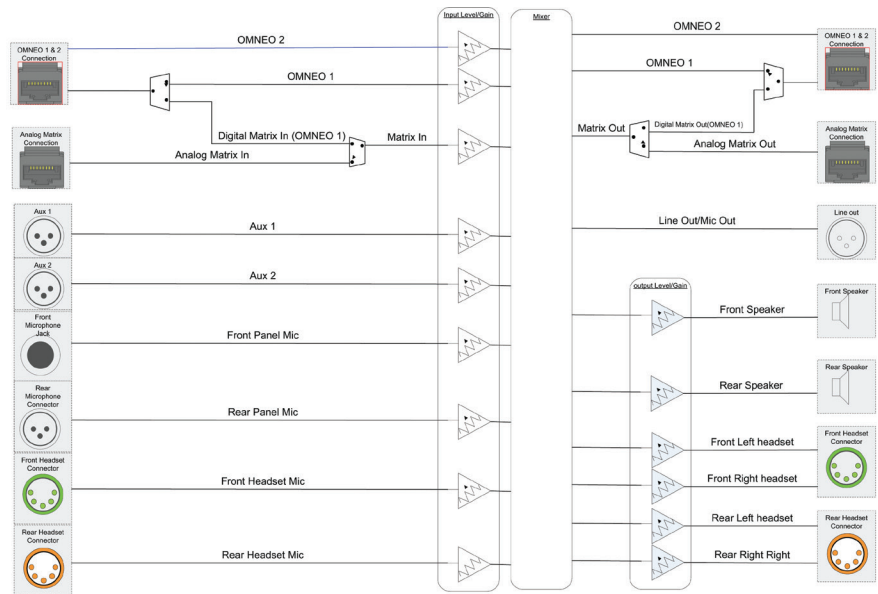 Input Level/Gain
Mixer
OMNEO 1 & 2
Connection
OMNEO 2
OMNEO 1
Digital Matrix In (OMNEO 1)
Matrix In
Analog Matrix
Connection
Analog Matrix In
Aux 1
Aux 1
Aux 2
Aux 2
Front
Microphone
Jack
Front Panel Mic
Rear
Microphone
Connector
Rear Panel Mic
Front Headset
Connector
Front Headset Mic
Rear Headset
Connector
Rear Headset Mic
OMNEO 2
OMNEO 1 & 2
Connection
OMNEO 1
Matrix Out
Digital Matrix Out(OMNEO 1)
Analog Matrix Out
Analog Matrix
Connection
Line Out/Mic Out
Line out
output Level/Gain
Front Speaker
Front Speaker
Rear Speaker
Rear Speaker
Front Left headset
Front Right headset
Front Headset
Connector
Rear Left headset
Rear Right Right
Rear Headset
Connector